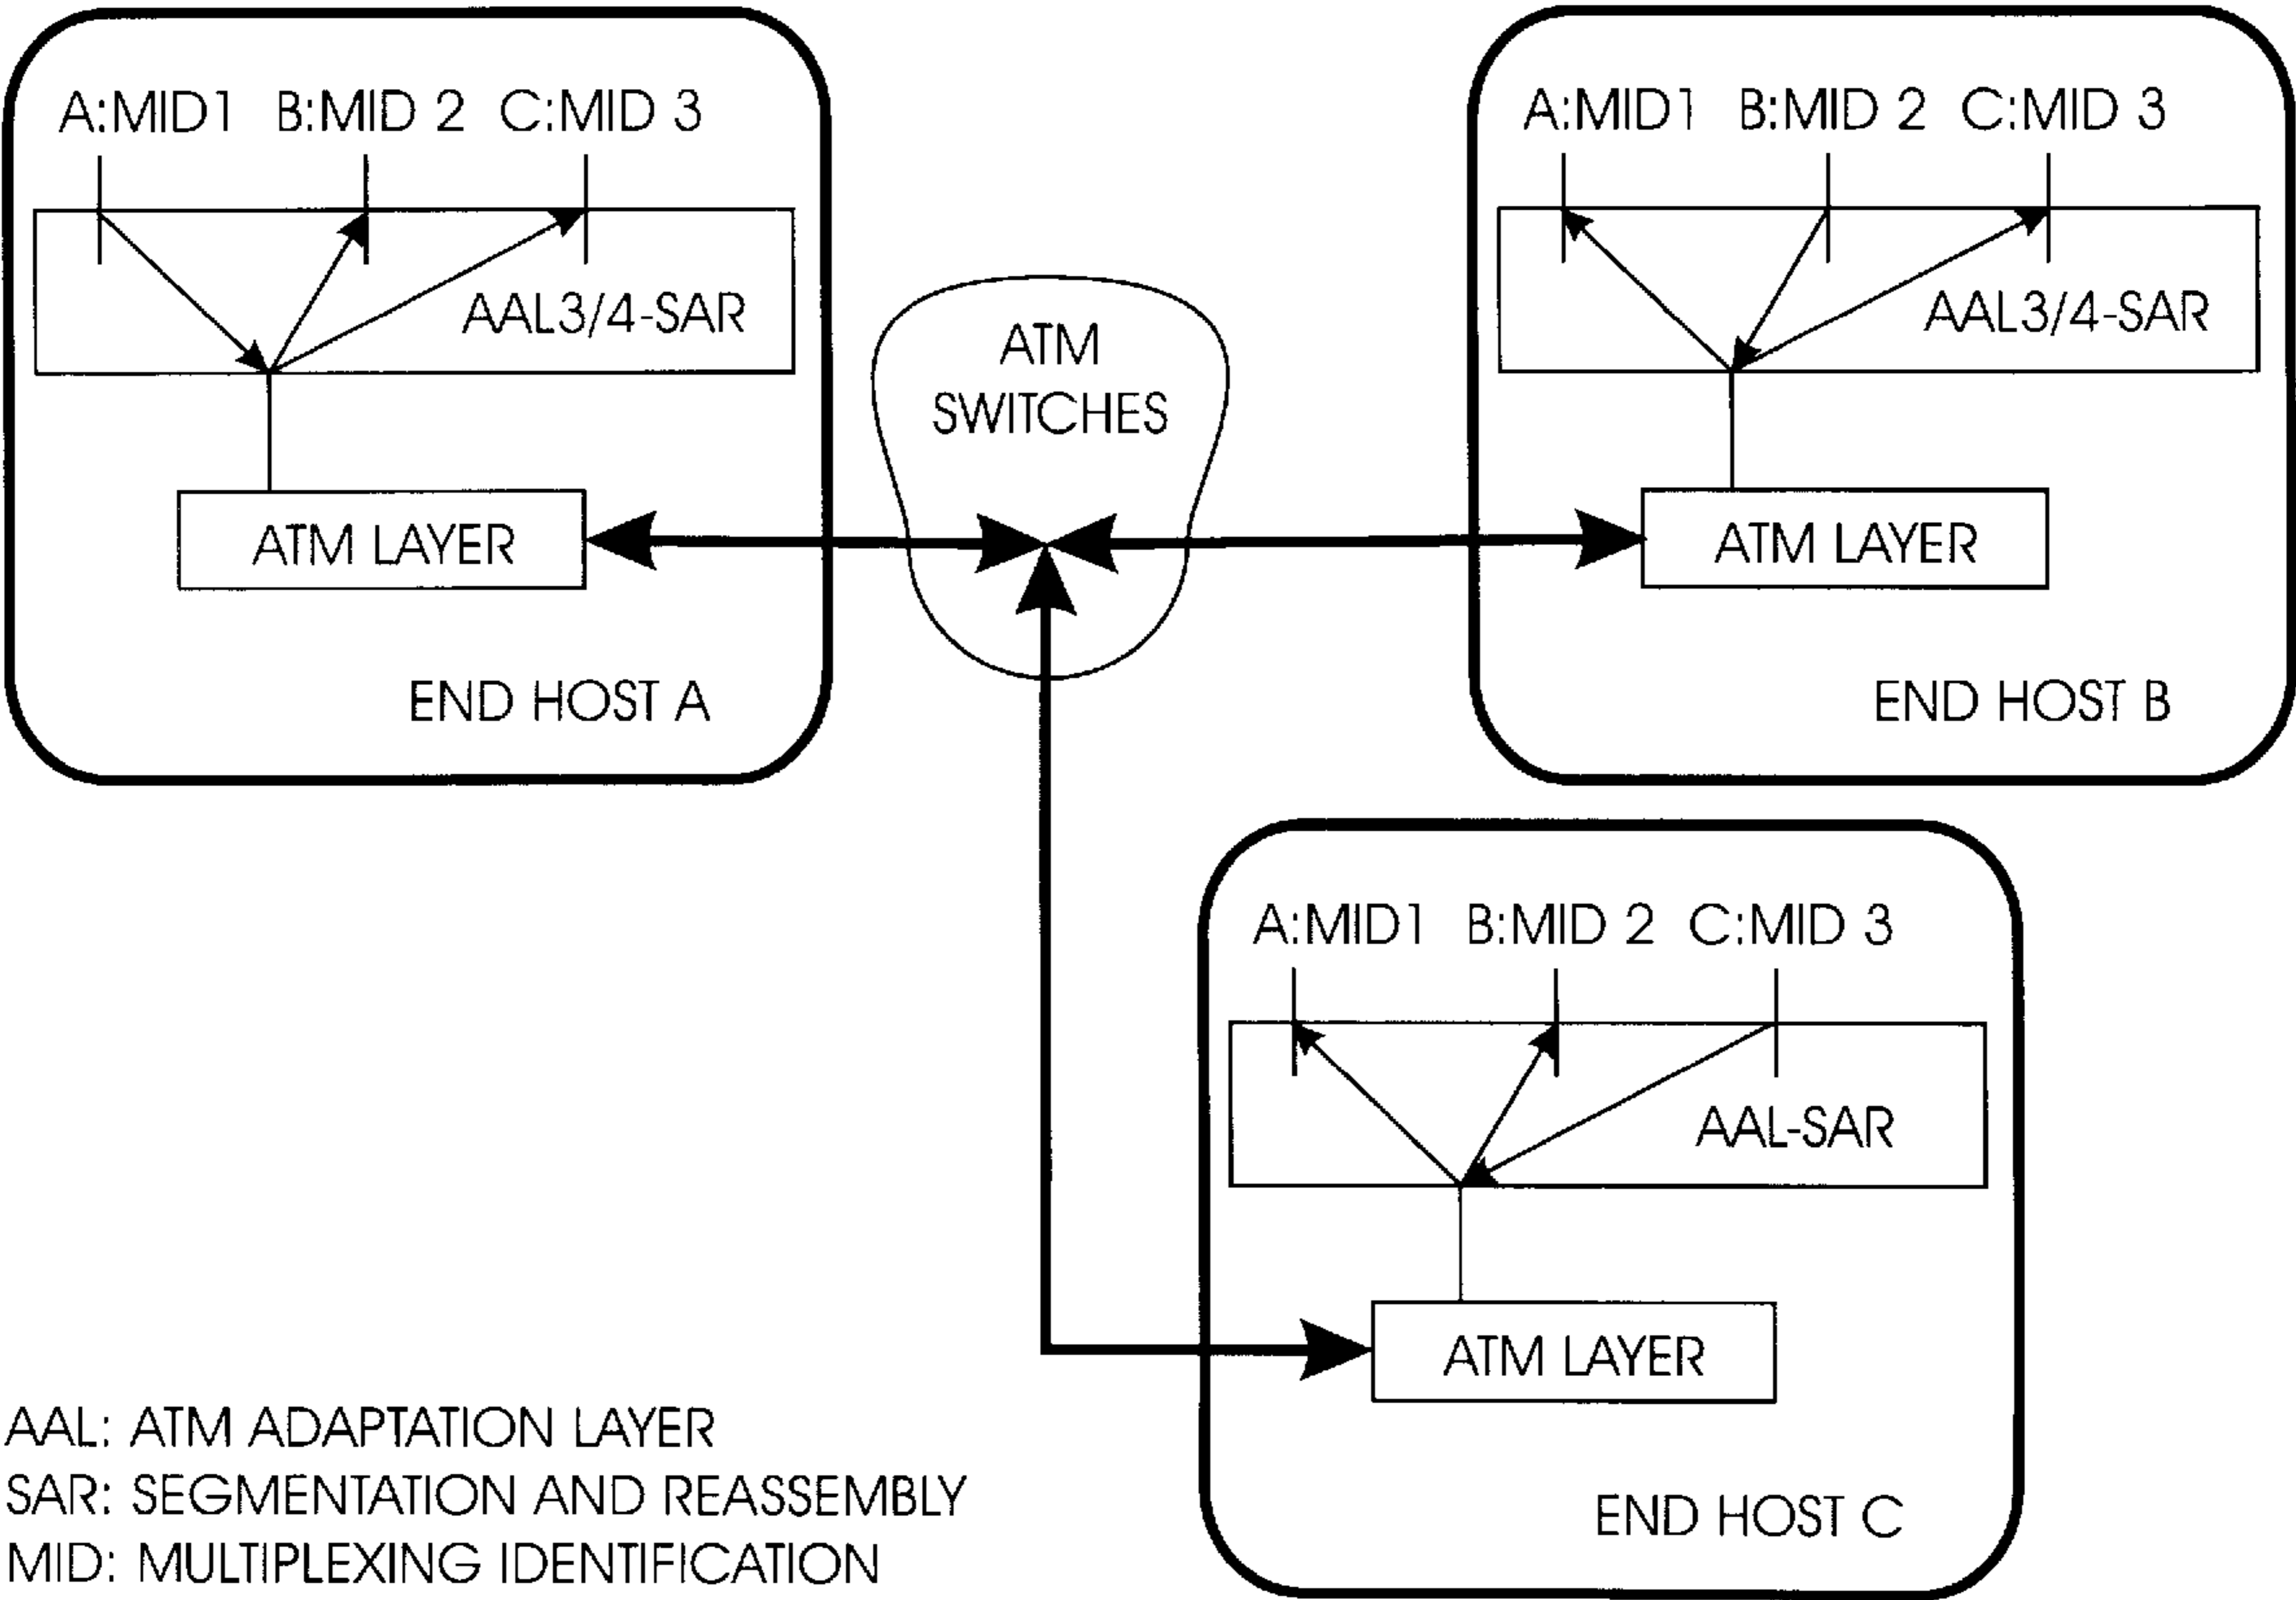 A:MID1 B:MID 2 C:MID 3
AAL3/4-SAR
ATM LAYER
END HOST A
ATM
SWITCHES
A:MID1 B:MID 2 C:MID 3
AAL3/4-SAR
ATM LAYER
END HOST B
A:MID1 B:MID 2 C:MID 3
AAL-SAR
ATM LAYER
END HOST C
AAL: ATM ADAPTATION LAYER
SAR: SEGMENTATION AND REASSEMBLY
MID: MULTIPLEXING IDENTIFICATION